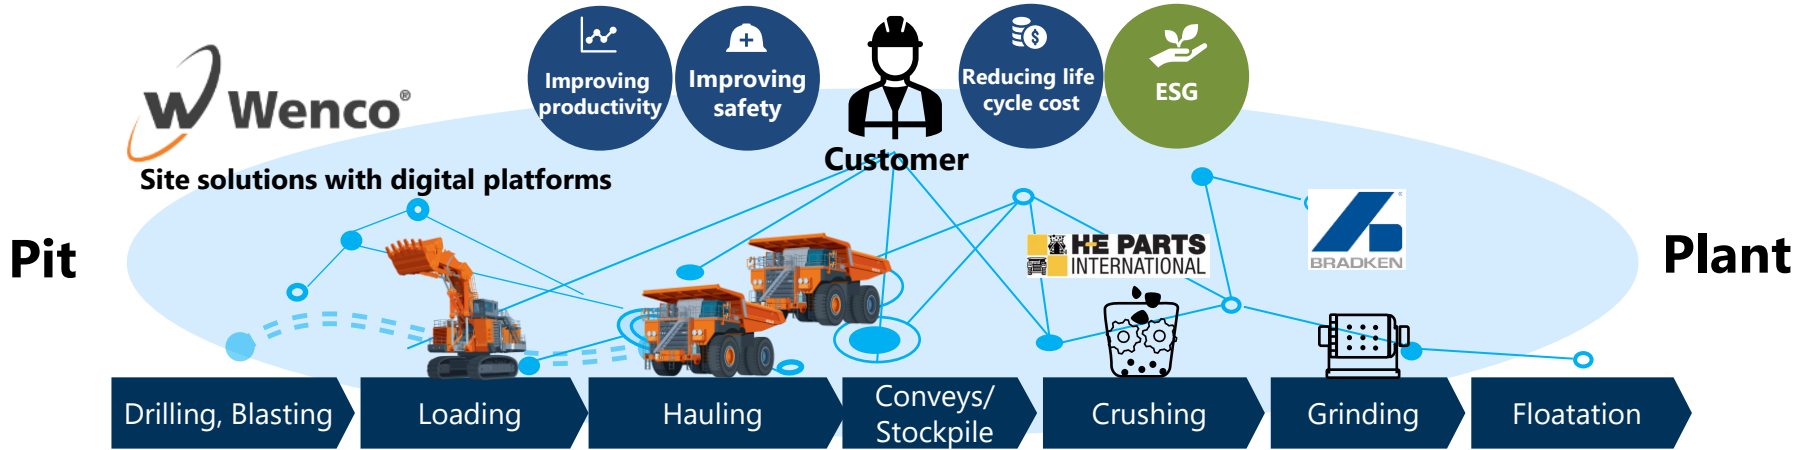 Improving
productivity
Improving
safety
Reducing life
cycle cost
ESG
Wenco®
Customer
Site solutions with digital platforms
Pit
Plant
H-E PARTS
INTERNATIONAL
®
BRADKEN
Drilling, Blasting
Loading
Hauling
Conveys/
Stockpile
Crushing
Grinding
Floatation